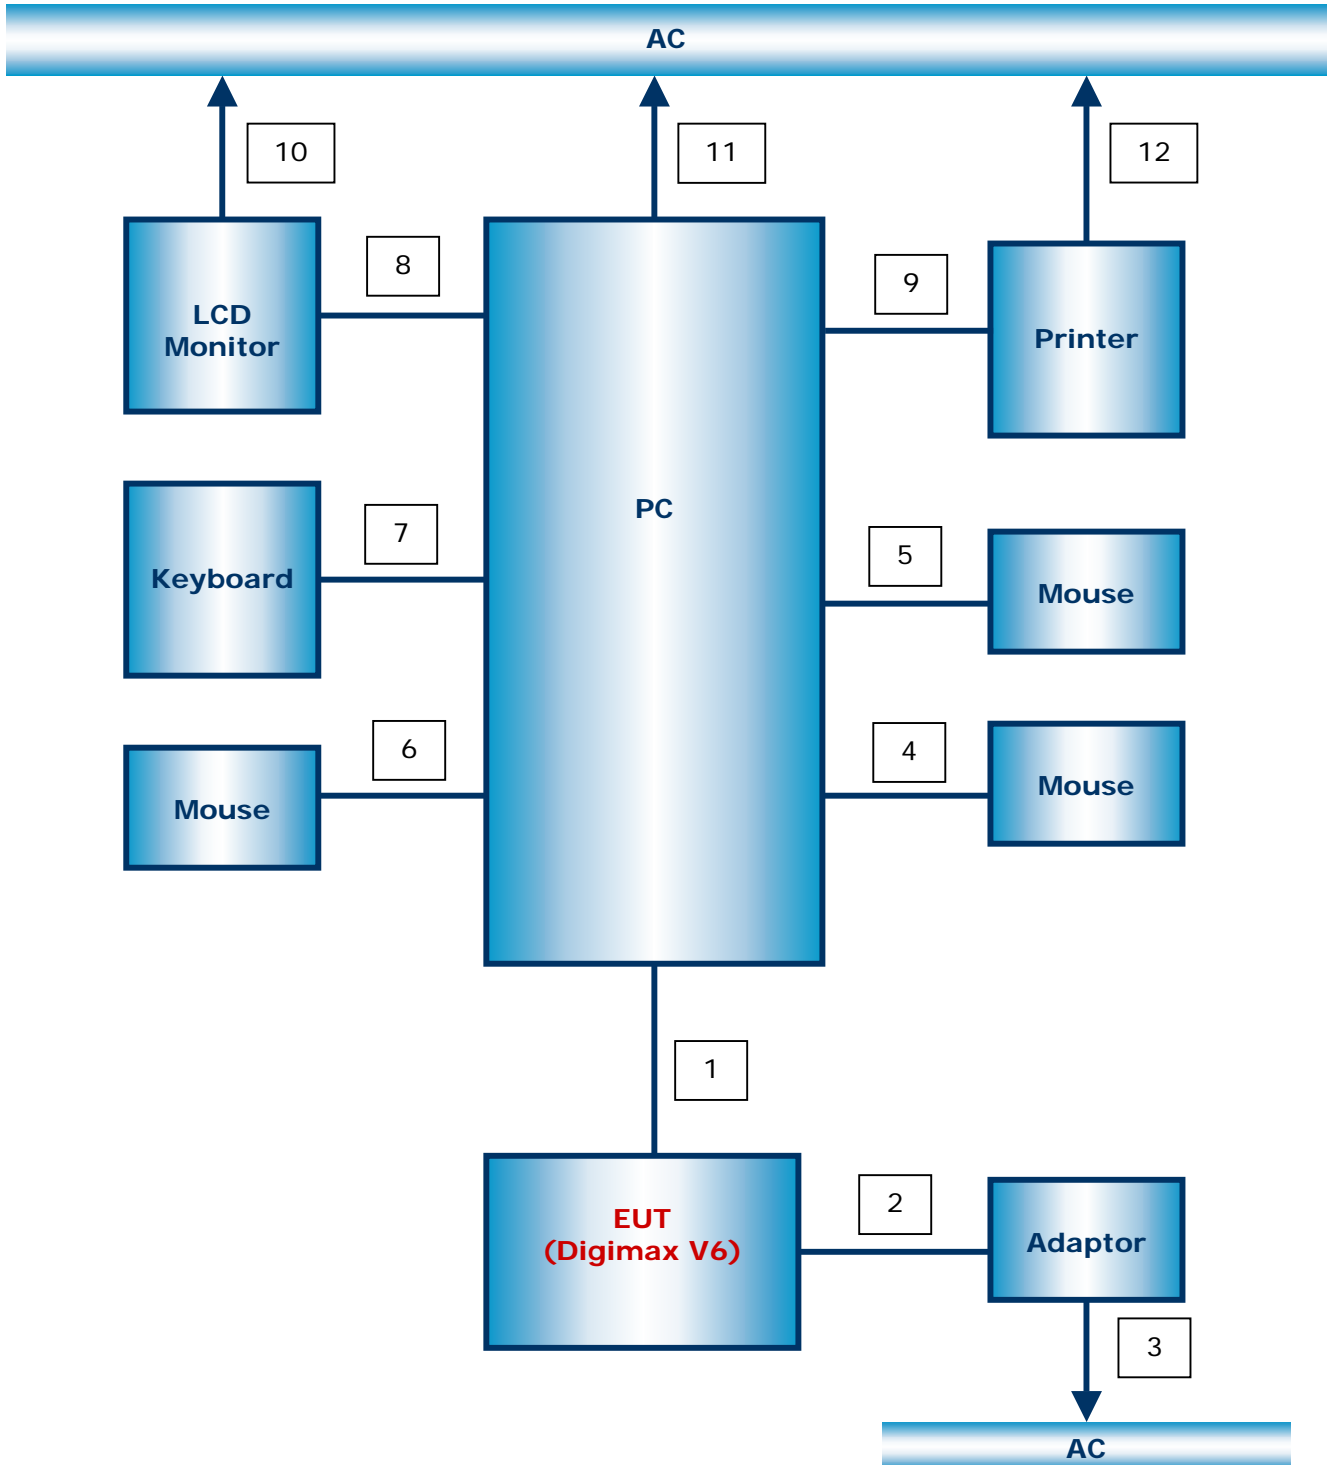 AC
10
11
12
8
9
LCD
Monitor
Printer
PC
7
5
Keyboard
Mouse
6
4
Mouse
Mouse
1
EUT
(Digimax V6)
2
Adaptor
3
AC